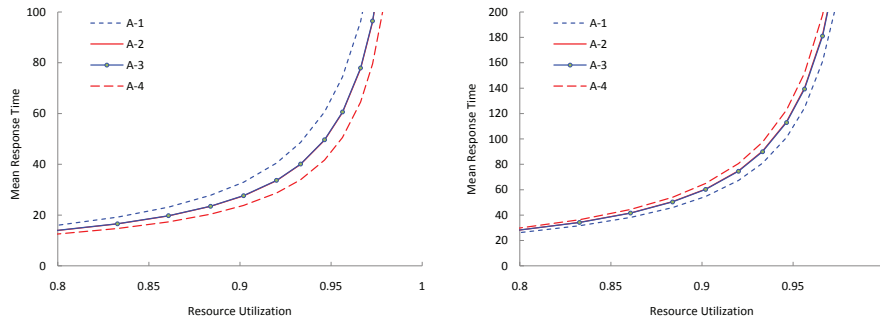 100
80
60
40
20
0
Mean Response Time
A-1
A-2
A-3
A-4
0.8
0.85
0.9
0.95
1
Resource Utilization
200
180
160
140
120
100
80
60
40
20
0
Mean Response Time
A-1
A-2
A-3
A-4
0.8
0.85
0.9
0.95
Resource Utilization